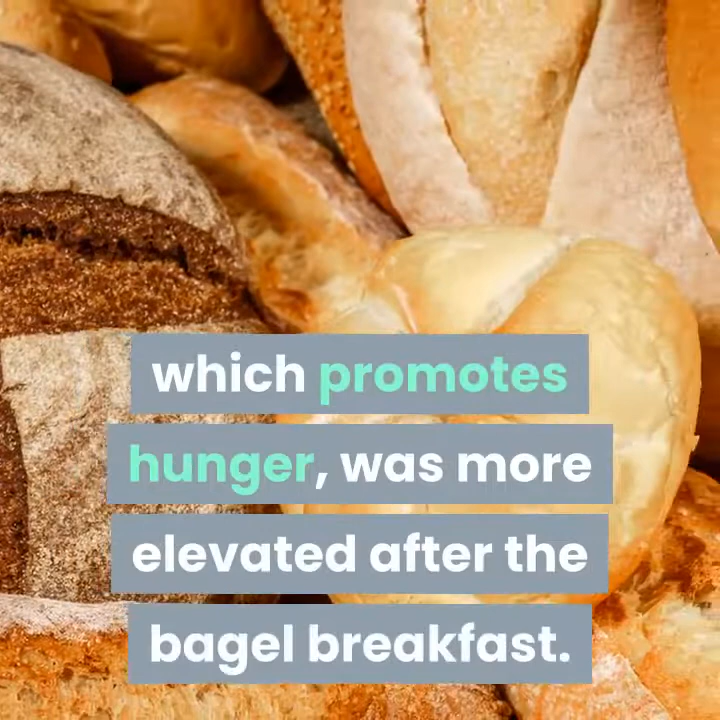 which promotes
hunger, was more
elevated after the
bagel breakfast.